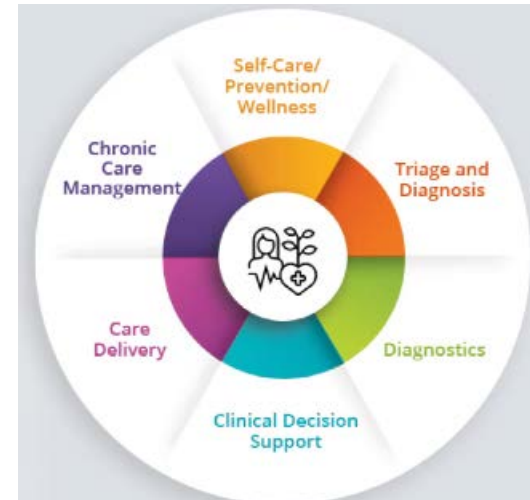 Self-Care/
Prevention/
Wellness
Triage and
Diagnosis
Diagnostics
Clinical Decision
Support
Care
Delivery
Chronic
Care
Management